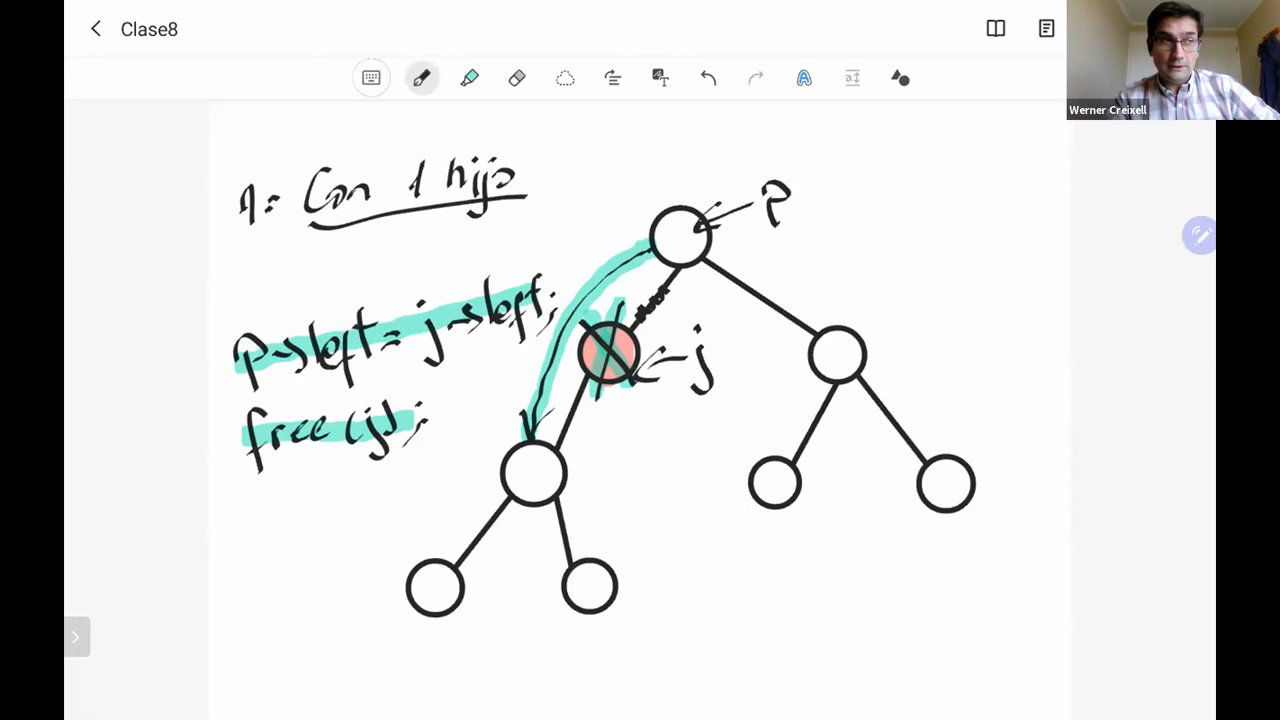 Clase8
Werner Creixell
1: Con 1 hijo
P
p->left = j->left;
j
free(j);